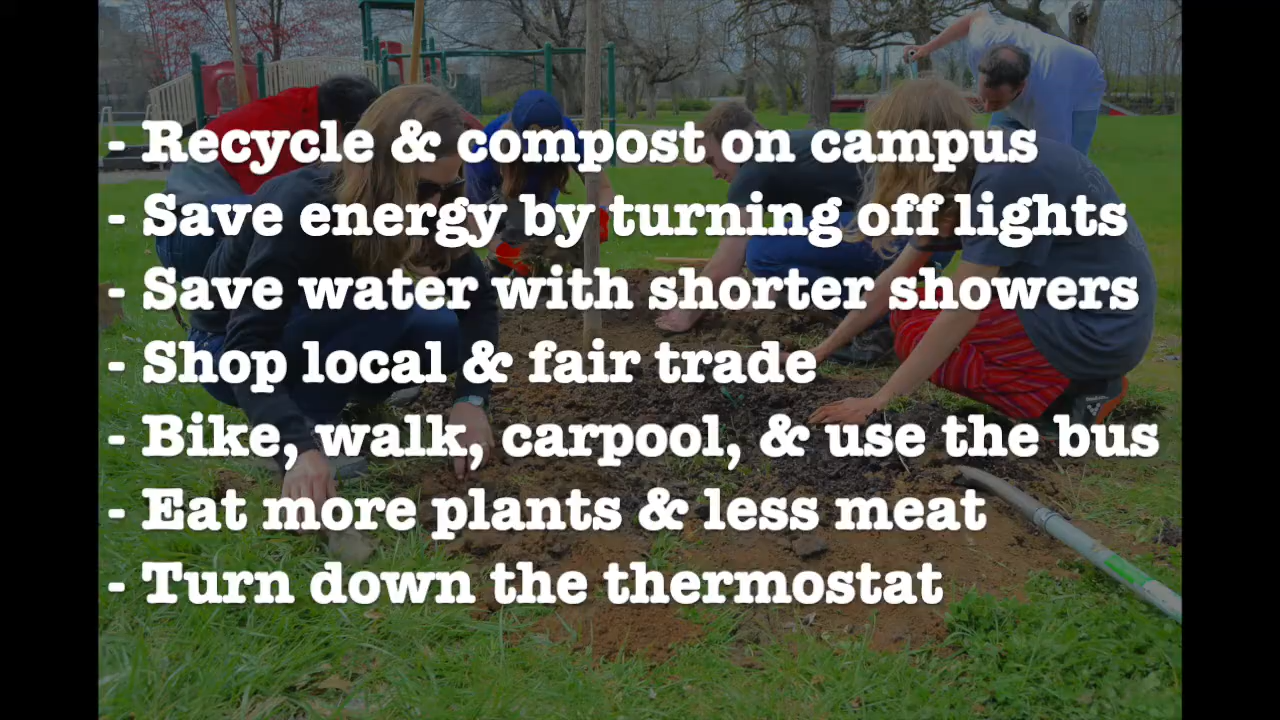 - Recycle & compost on campus
- Save energy by turning off lights
- Save water with shorter showers
- Shop local & fair trade
- Bike, walk, carpool, & use the bus
- Eat more plants & less meat
- Turn down the thermostat